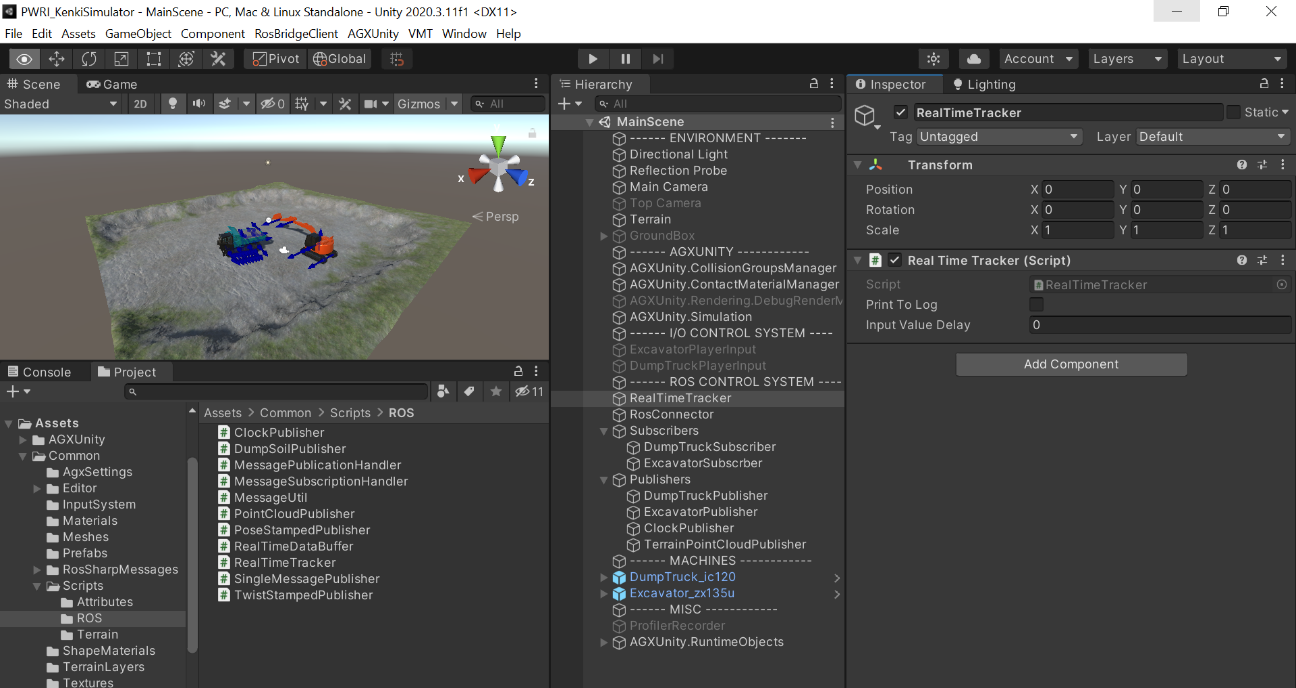 PWRI_KenkiSimulator - MainScene - PC, Mac & Linux Standalone - Unity 2020.3.11f1 <DX11>
File Edit Assets GameObject Component RosBridgeClient AGXUnity VMT Window Help
Pivot Global Account Layers Layout
Scene Game
Shaded 2D 0 Gizmos All
X Z
Persp
Console Project
11
Assets
AGXUnity
Common
AgxSettings
Editor
InputSystem
Materials
Meshes
Prefabs
RosSharpMessages
Scripts
Attributes
ROS
Terrain
ShapeMaterials
TerrainLayers
Textures
Assets > Common > Scripts > ROS
ClockPublisher
DumpSoilPublisher
MessagePublicationHandler
MessageSubscriptionHandler
MessageUtil
PointCloudPublisher
PoseStampedPublisher
RealTimeDataBuffer
RealTimeTracker
SingleMessagePublisher
TwistStampedPublisher
Hierarchy
All
MainScene
------ ENVIRONMENT -------
Directional Light
Reflection Probe
Main Camera
Top Camera
Terrain
GroundBox
------ AGXUNITY ------------
AGXUnity.CollisionGroupsManager
AGXUnity.ContactMaterialManager
AGXUnity.Rendering.DebugRenderM
AGXUnity.Simulation
------ I/O CONTROL SYSTEM ----
ExcavatorPlayerInput
DumpTruckPlayerInput
------ ROS CONTROL SYSTEM ----
RealTimeTracker
RosConnector
Subscribers
DumpTruckSubscriber
ExcavatorSubscrber
Publishers
DumpTruckPublisher
ExcavatorPublisher
ClockPublisher
TerrainPointCloudPublisher
------ MACHINES ------------
DumpTruck_ic120
Excavator_zx135u
------ MISC ------------
ProfilerRecorder
AGXUnity.RuntimeObjects
Inspector Lighting
RealTimeTracker Static
Tag Untagged Layer Default
Transform
Position X 0 Y 0 Z 0
Rotation X 0 Y 0 Z 0
Scale X 1 Y 1 Z 1
Real Time Tracker (Script)
Script RealTimeTracker
Print To Log
Input Value Delay 0
Add Component